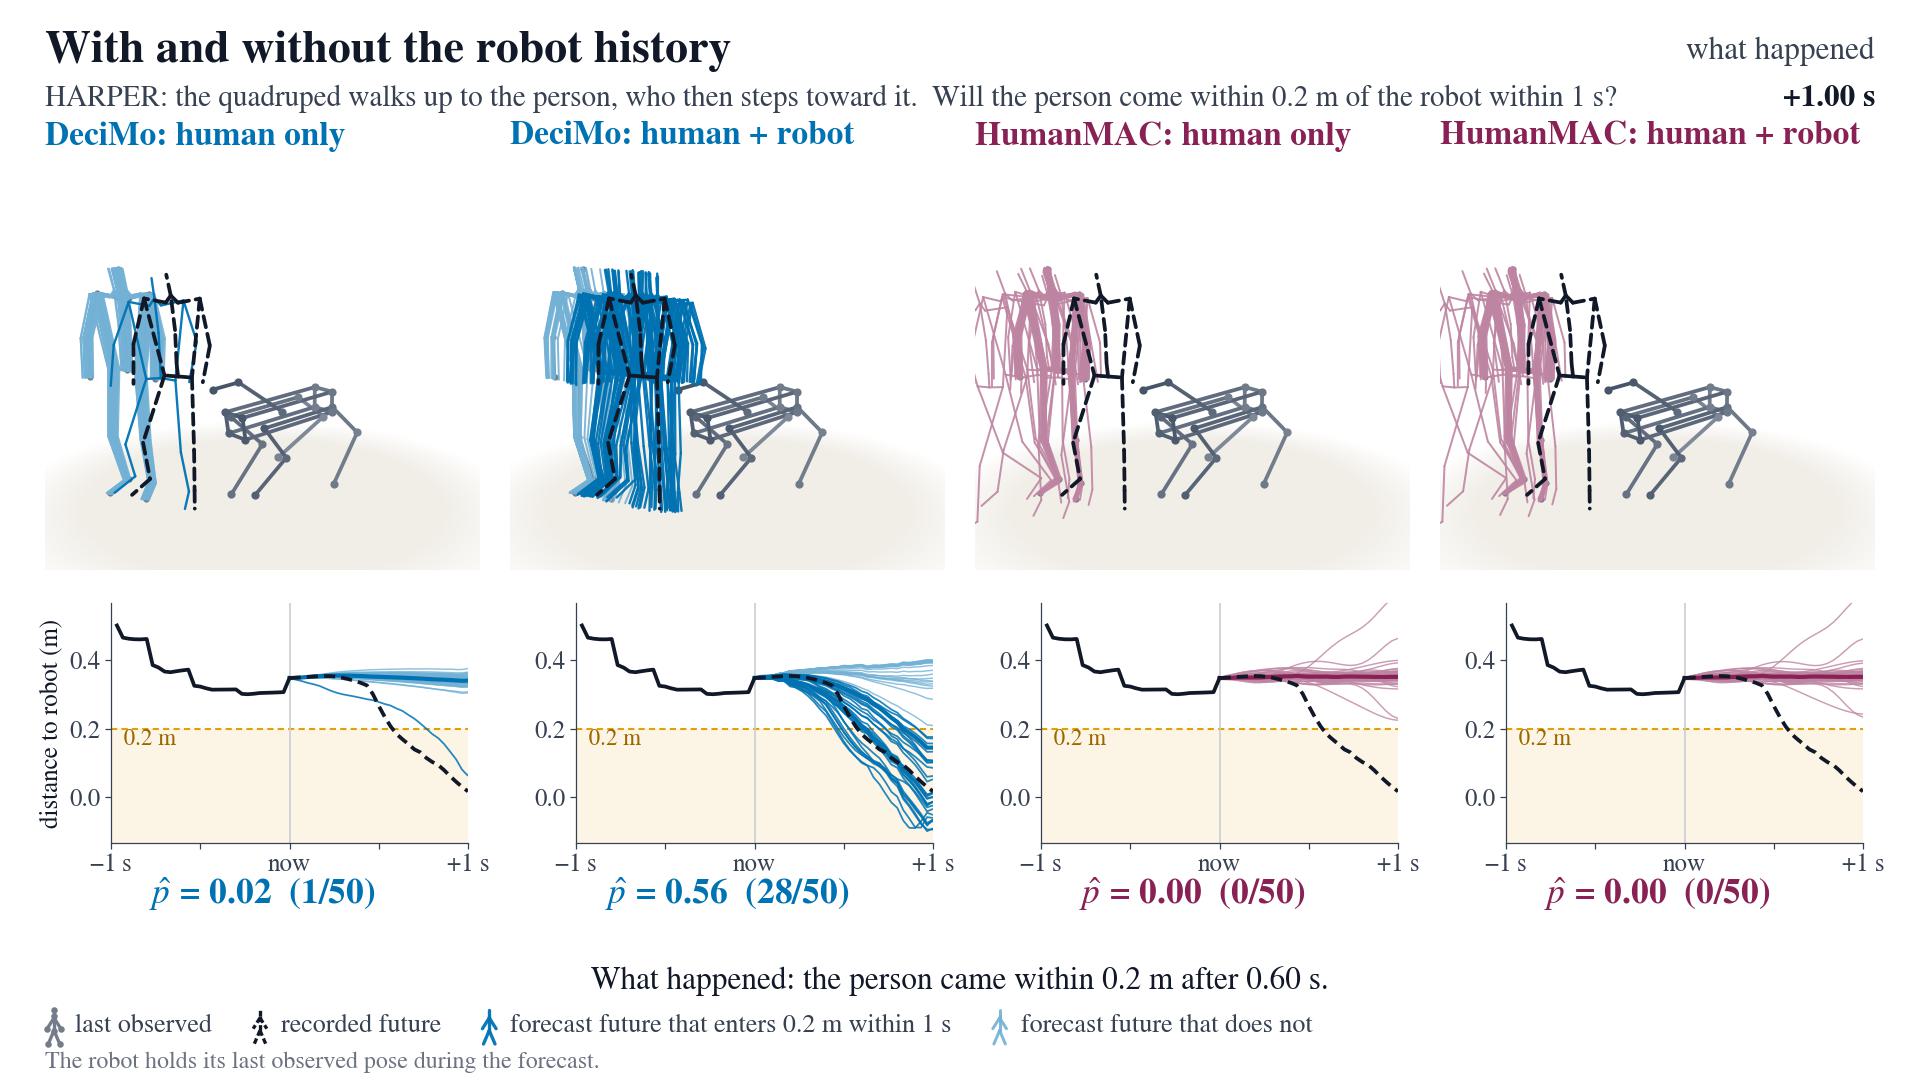 With and without the robot history
what happened
HARPER: the quadruped walks up to the person, who then steps toward it.  Will the person come within 0.2 m of the robot within 1 s?
+1.00 s
DeciMo: human only
DeciMo: human + robot
HumanMAC: human only
HumanMAC: human + robot
distance to robot (m)
0.4
0.2
0.0
0.2 m
−1 s
now
+1 s
p̂ = 0.02 (1/50)
0.4
0.2
0.0
0.2 m
−1 s
now
+1 s
p̂ = 0.56 (28/50)
0.4
0.2
0.0
0.2 m
−1 s
now
+1 s
p̂ = 0.00 (0/50)
0.4
0.2
0.0
0.2 m
−1 s
now
+1 s
p̂ = 0.00 (0/50)
What happened: the person came within 0.2 m after 0.60 s.
last observed
recorded future
forecast future that enters 0.2 m within 1 s
forecast future that does not
The robot holds its last observed pose during the forecast.